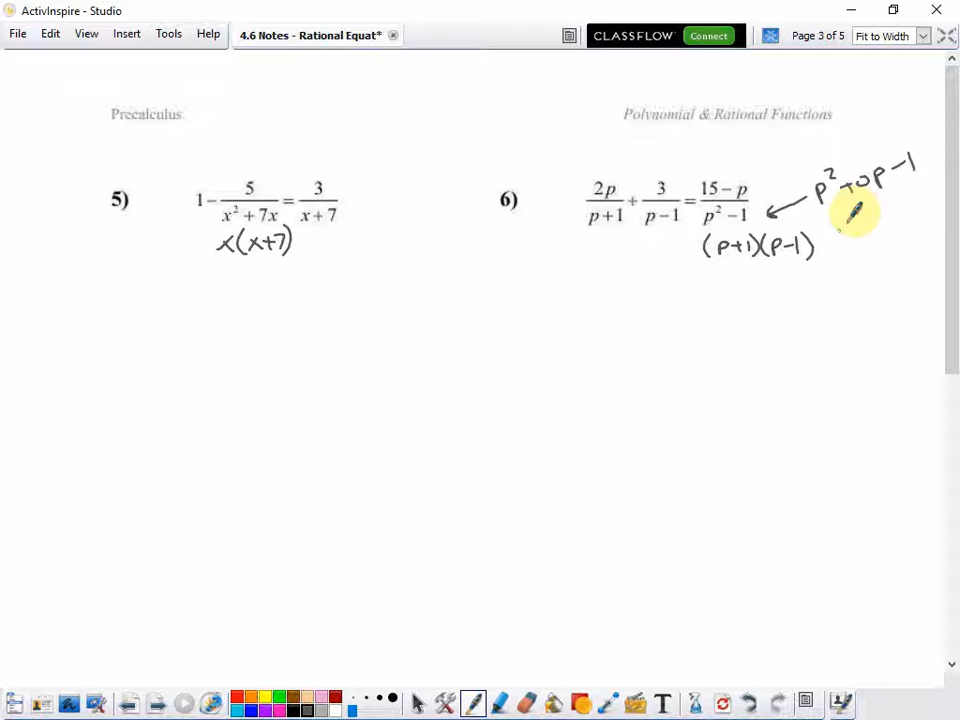 ActivInspire - Studio
File Edit View Insert Tools Help
4.6 Notes - Rational Equat*
CLASSFLOW Connect
Page 3 of 5
Fit to Width
Precalculus
Polynomial & Rational Functions
5) 1 - 5/(x² + 7x) = 3/(x + 7)
x(x+7)
6) 2p/(p + 1) + 3/(p − 1) = (15 − p)/(p² − 1)
p² + 0p − 1
(p+1)(p−1)